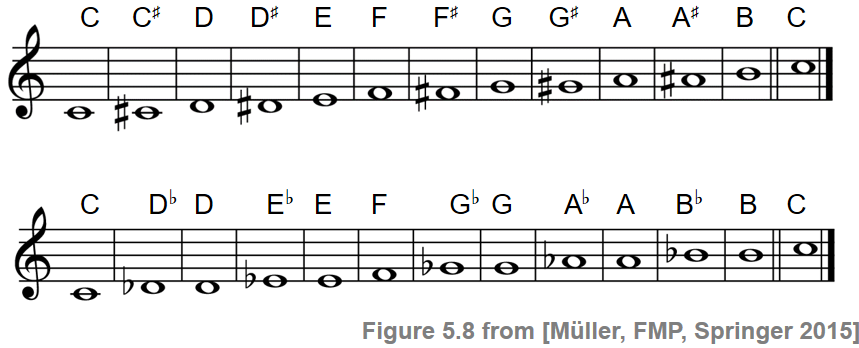 C C♯ D D♯ E F F♯ G G♯ A A♯ B C
C D♭ D E♭ E F G♭ G A♭ A B♭ B C
Figure 5.8 from [Müller, FMP, Springer 2015]